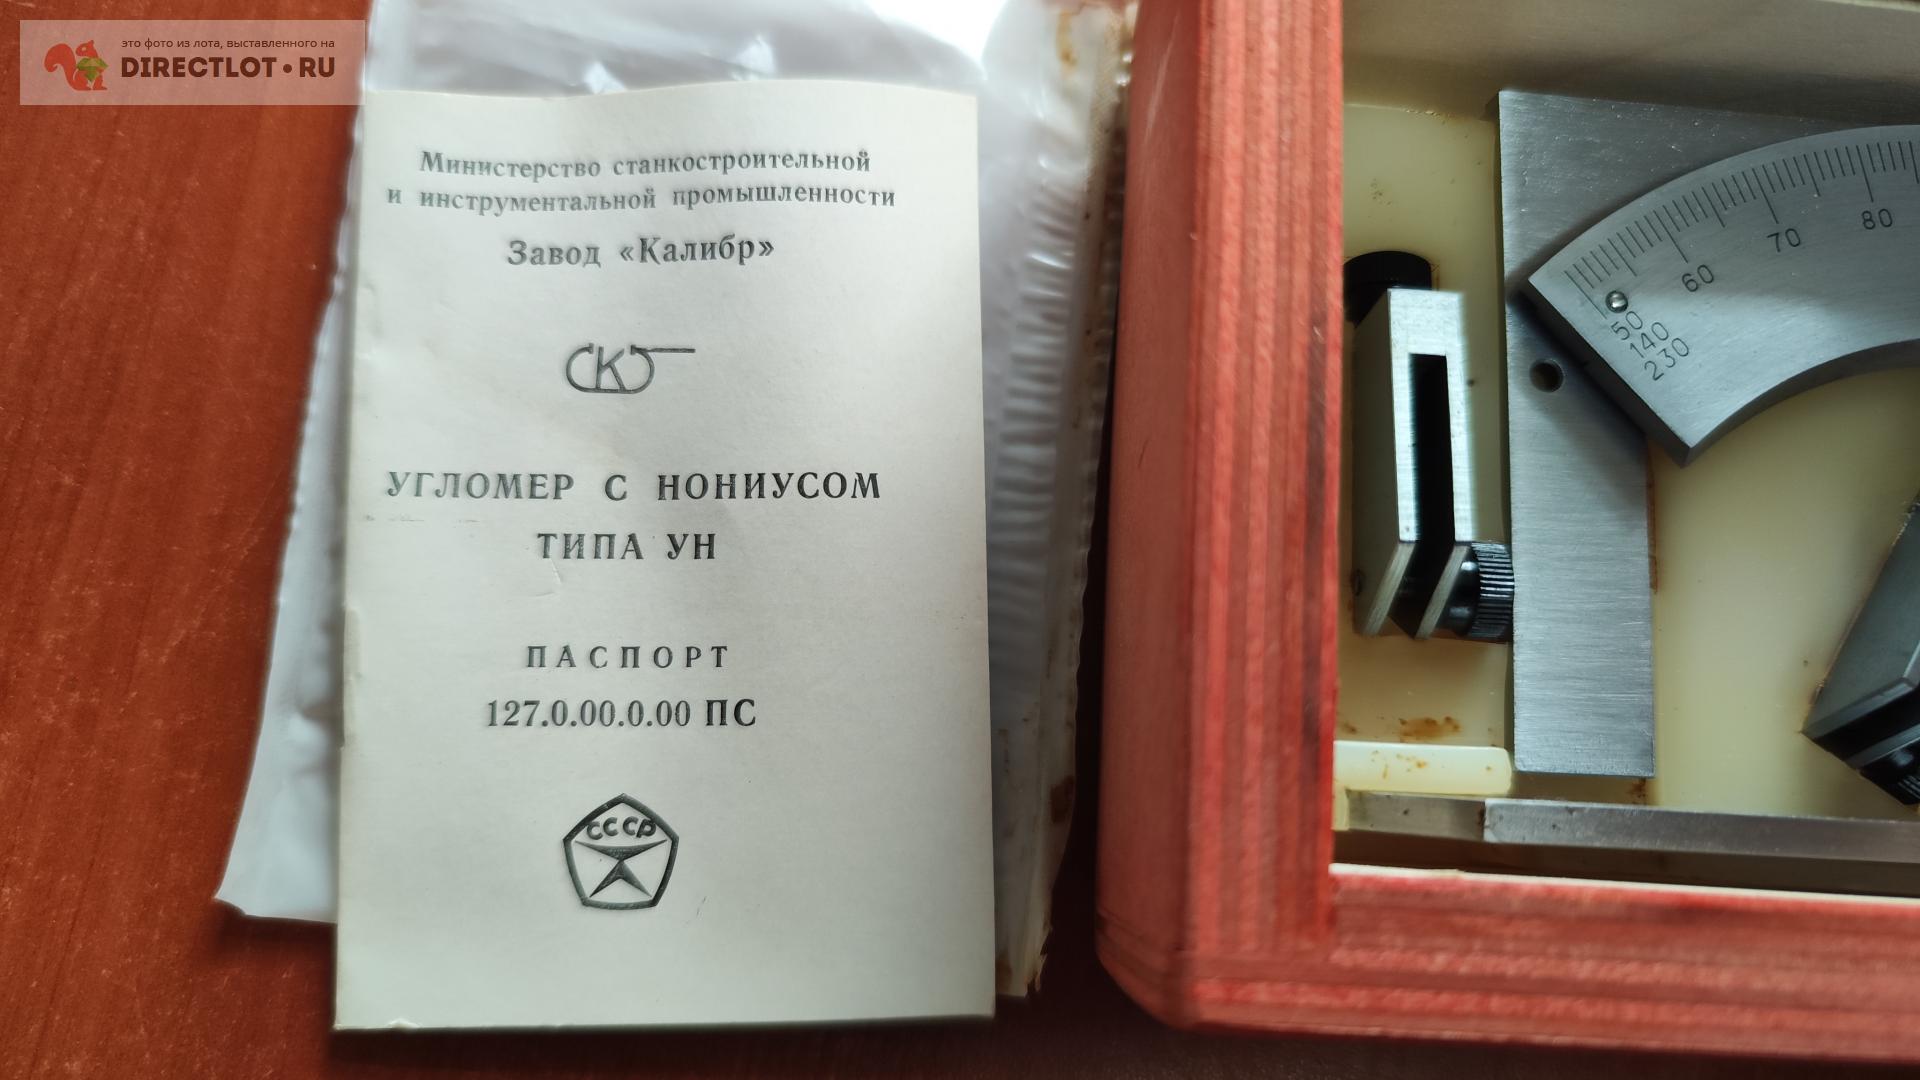 это фото из лота, выставленного на
DIRECTLOT•RU
Министерство станкостроительной
и инструментальной промышленности
Завод «Калибр»
СК
УГЛОМЕР С НОНИУСОМ
ТИПА УН
ПАСПОРТ
127.0.00.0.00 ПС
СССР
50
140
230
60
70
80